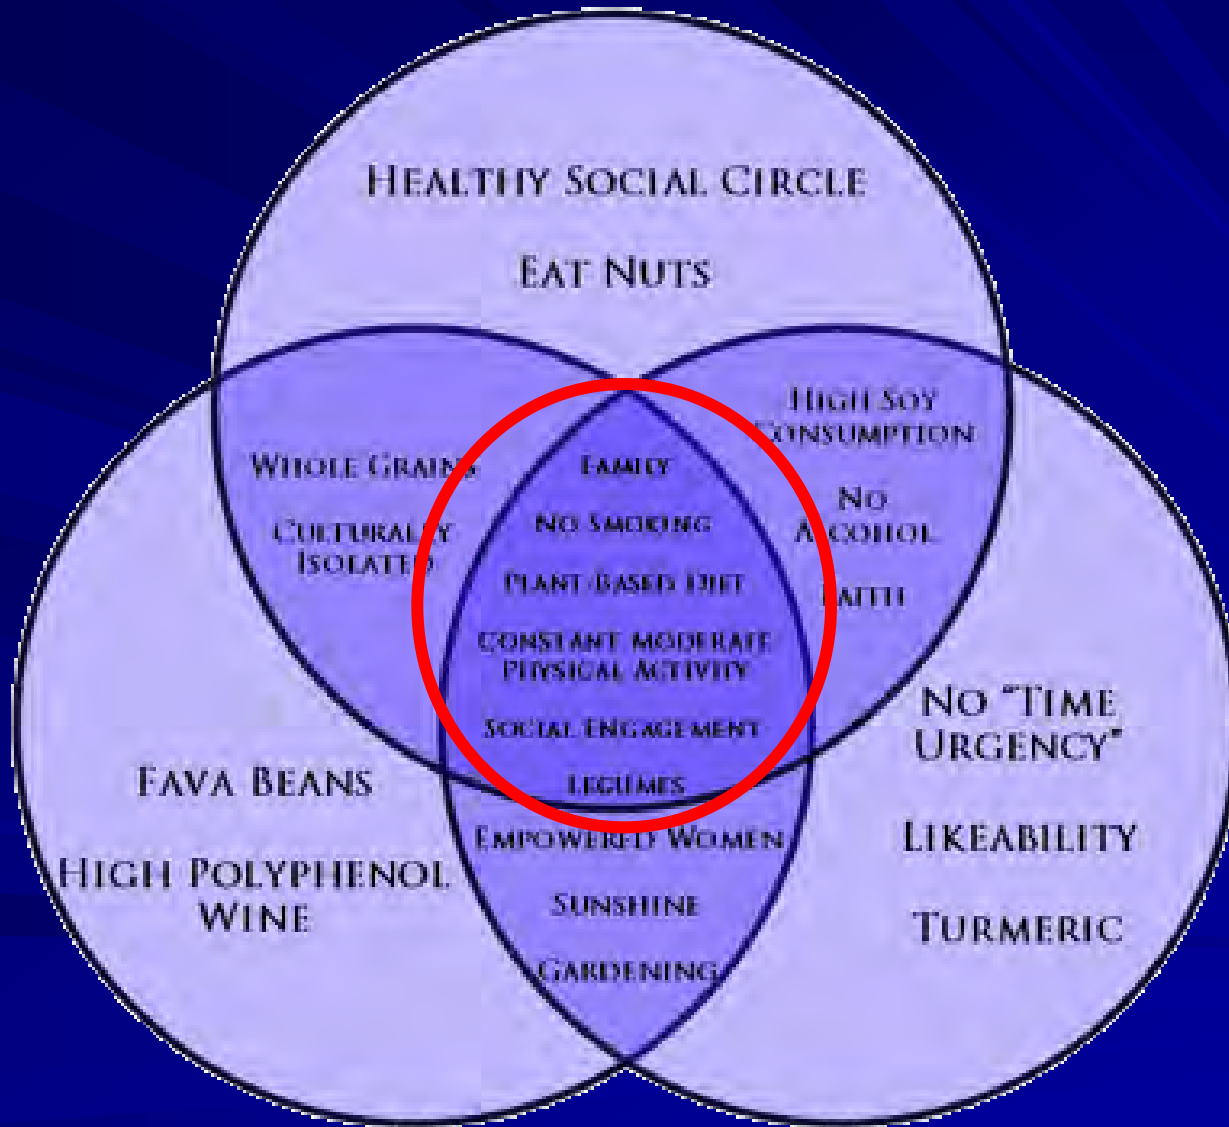 HEALTHY SOCIAL CIRCLE
EAT NUTS
HIGH SOY
CONSUMPTION
NO
ALCOHOL
FAITH
WHOLE GRAINS
CULTURALLY
ISOLATED
FAMILY
NO SMOKING
PLANT-BASED DIET
CONSTANT MODERATE
PHYSICAL ACTIVITY
SOCIAL ENGAGEMENT
LEGUMES
EMPOWERED WOMEN
SUNSHINE
GARDENING
FAVA BEANS
HIGH POLYPHENOL
WINE
NO "TIME
URGENCY"
LIKEABILITY
TURMERIC